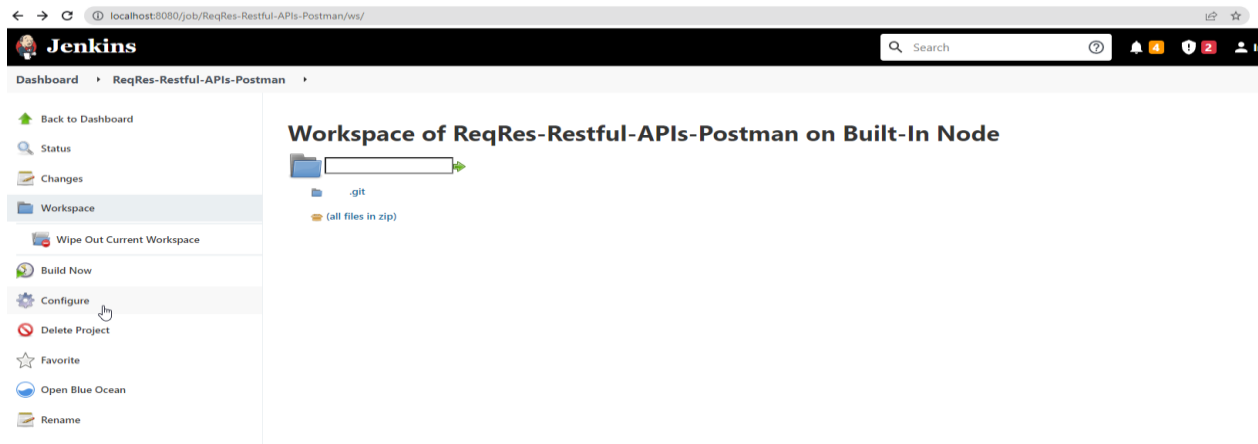 localhost:8080/job/ReqRes-Restful-APIs-Postman/ws/
Jenkins
Search
4
2
Dashboard
ReqRes-Restful-APIs-Postman
Back to Dashboard
Status
Changes
Workspace
Wipe Out Current Workspace
Build Now
Configure
Delete Project
Favorite
Open Blue Ocean
Rename
Workspace of ReqRes-Restful-APIs-Postman on Built-In Node
.git
(all files in zip)